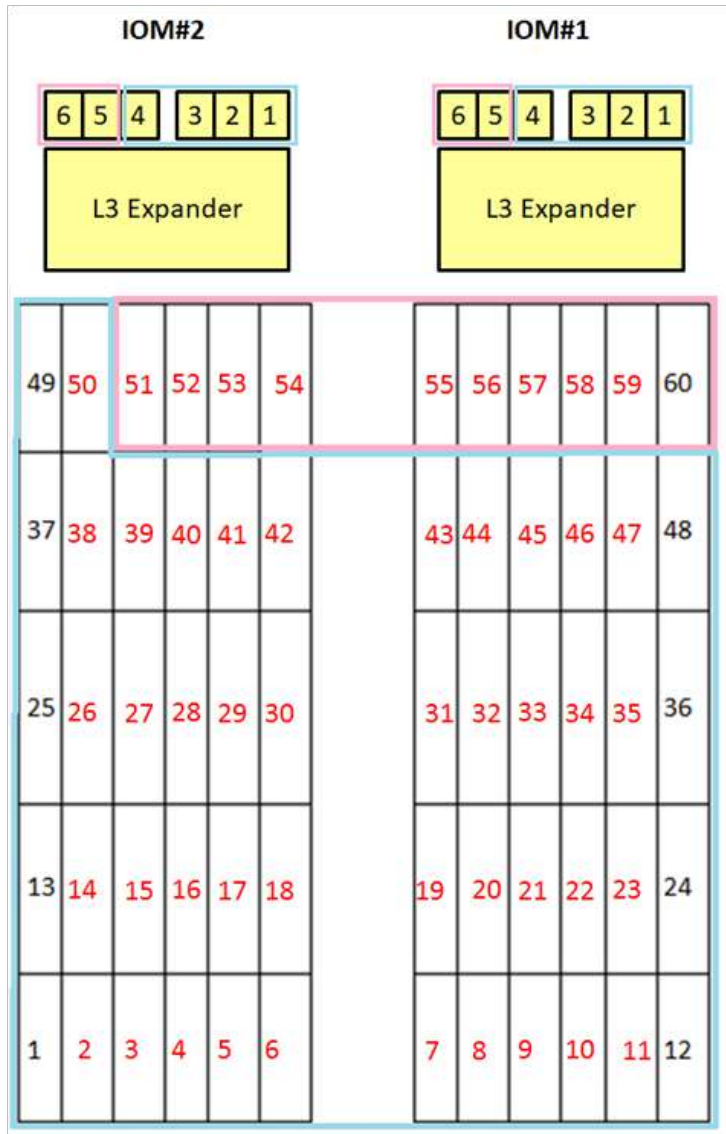 IOM#2 IOM#1
6 5 4 3 2 1 6 5 4 3 2 1
L3 Expander L3 Expander
49 50 51 52 53 54 55 56 57 58 59 60
37 38 39 40 41 42 43 44 45 46 47 48
25 26 27 28 29 30 31 32 33 34 35 36
13 14 15 16 17 18 19 20 21 22 23 24
1 2 3 4 5 6 7 8 9 10 11 12